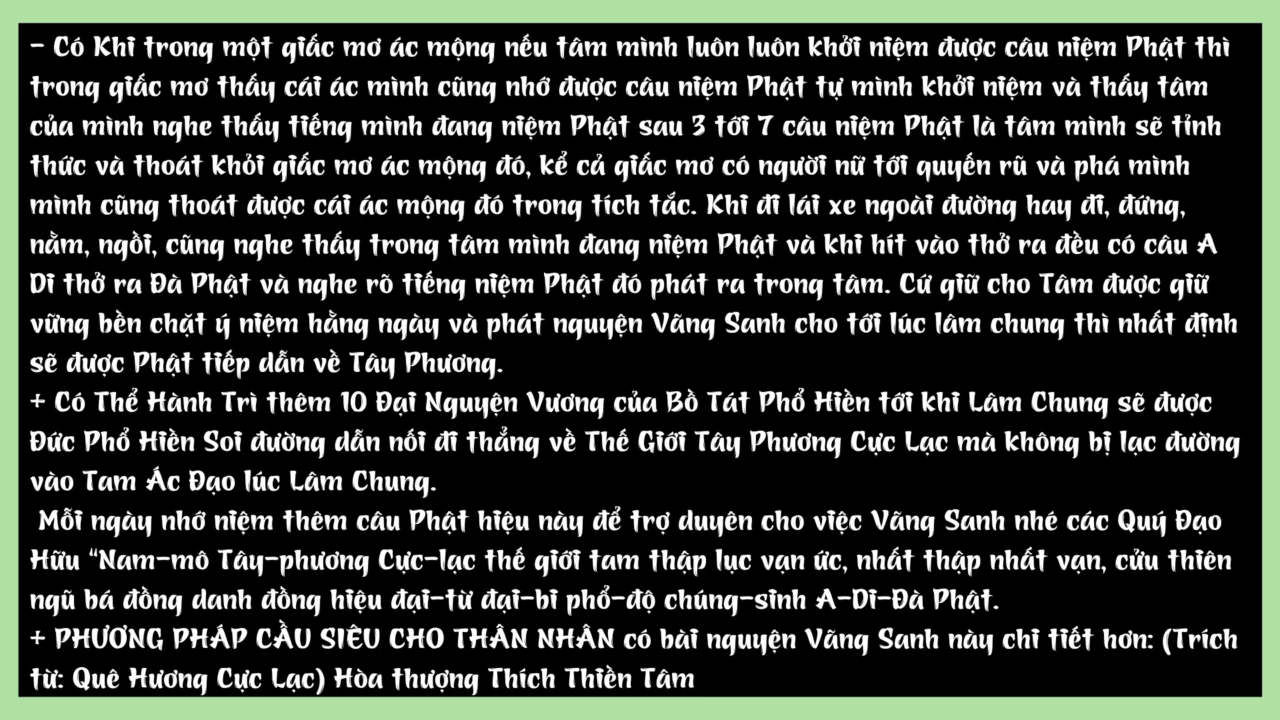 - Có Khi trong một giấc mơ ác mộng nếu tâm mình luôn luôn khởi niệm được câu niệm Phật thì
trong giấc mơ thấy cái ác mình cũng nhớ được câu niệm Phật tự mình khởi niệm và thấy tâm
của mình nghe thấy tiếng mình đang niệm Phật sau 3 tới 7 câu niệm Phật là tâm mình sẽ tỉnh
thức và thoát khỏi giấc mơ ác mộng đó, kể cả giấc mơ có người nữ tới quyến rũ và phá mình
mình cũng thoát được cái ác mộng đó trong tích tắc. Khi đi lái xe ngoài đường hay đi, đứng,
nằm, ngồi, cũng nghe thấy trong tâm mình đang niệm Phật và khi hít vào thở ra đều có câu A
Di thở ra Đà Phật và nghe rõ tiếng niệm Phật đó phát ra trong tâm. Cứ giữ cho Tâm được giữ
vững bền chặt ý niệm hằng ngày và phát nguyện Vãng Sanh cho tới lúc lâm chung thì nhất định
sẽ được Phật tiếp dẫn về Tây Phương.
+ Có Thể Hành Trì thêm 10 Đại Nguyện Vương của Bồ Tát Phổ Hiền tới khi Lâm Chung sẽ được
Đức Phổ Hiền Soi đường dẫn nối đi thẳng về Thế Giới Tây Phương Cực Lạc mà không bị lạc đường
vào Tam Ác Đạo lúc Lâm Chung.
Mỗi ngày nhớ niệm thêm câu Phật hiệu này để trợ duyên cho việc Vãng Sanh nhé các Quý Đạo
Hữu “Nam-mô Tây-phương Cực-lạc thế giới tam thập lục vạn ức, nhất thập nhất vạn, cửu thiên
ngũ bá đồng danh đồng hiệu đại-từ đại-bi phổ-độ chúng-sinh A-Di-Đà Phật.
+ PHƯƠNG PHÁP CẦU SIÊU CHO THÂN NHÂN có bài nguyện Vãng Sanh này chi tiết hơn: (Trích
từ: Quê Hương Cực Lạc) Hòa thượng Thích Thiền Tâm